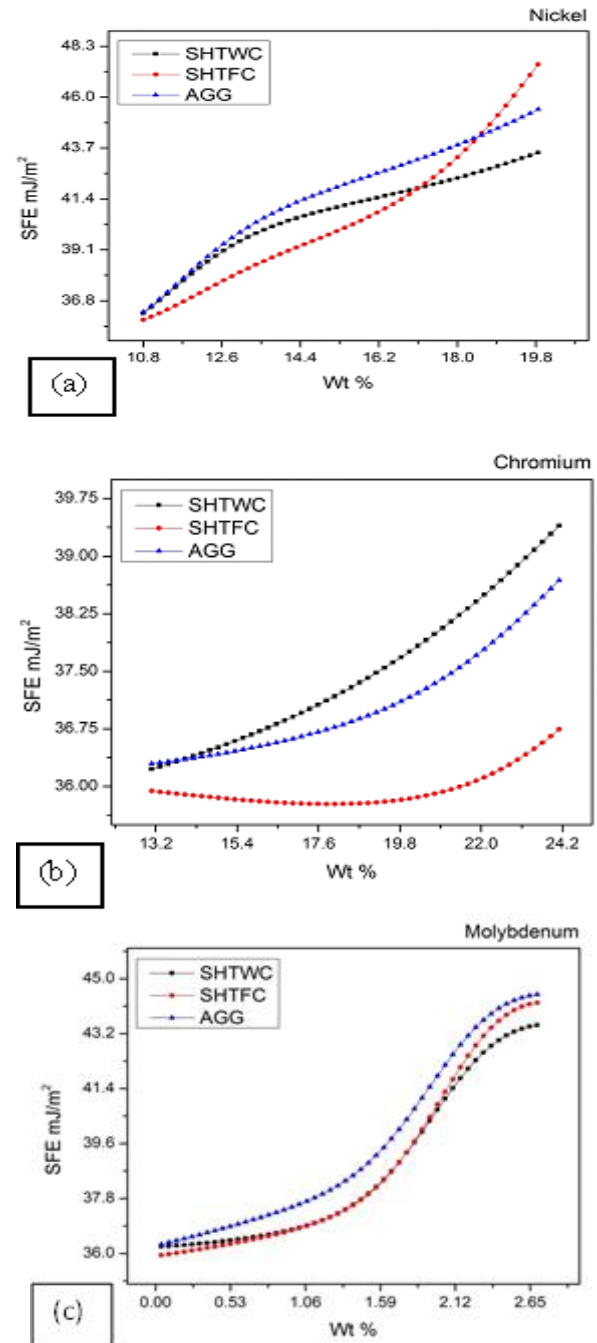 Nickel
SHTWC
SHTFC
AGG
48.3
46.0
43.7
41.4
39.1
36.8
SFE mJ/m²
10.8 12.6 14.4 16.2 18.0 19.8
Wt %
(a)
Chromium
SHTWC
SHTFC
AGG
39.75
39.00
38.25
37.50
36.75
36.00
SFE mJ/m²
13.2 15.4 17.6 19.8 22.0 24.2
Wt %
(b)
Molybdenum
SHTWC
SHTFC
AGG
45.0
43.2
41.4
39.6
37.8
36.0
SFE mJ/m²
0.00 0.53 1.06 1.59 2.12 2.65
Wt %
(c)